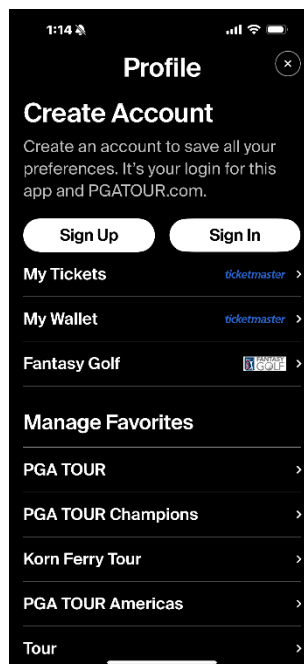 1:14
Profile
Create Account
Create an account to save all your
preferences. It's your login for this
app and PGATOUR.com.
Sign Up Sign In
My Tickets ticketmaster
My Wallet ticketmaster
Fantasy Golf FANTASY GOLF
Manage Favorites
PGA TOUR
PGA TOUR Champions
Korn Ferry Tour
PGA TOUR Americas
Tour